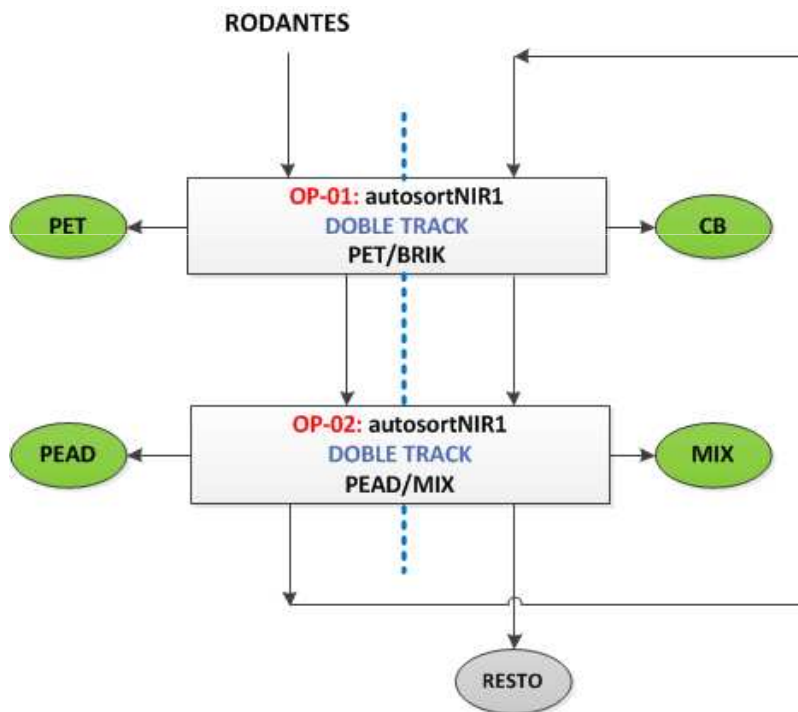 RODANTES
OP-01: autosortNIR1
DOBLE TRACK
PET/BRIK
PET
CB
OP-02: autosortNIR1
DOBLE TRACK
PEAD/MIX
PEAD
MIX
RESTO